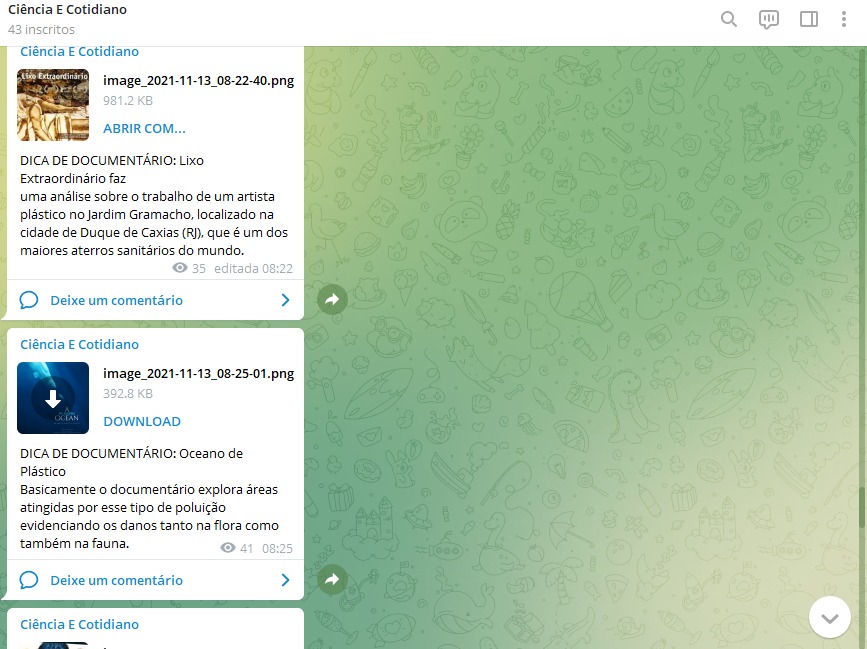 Ciência E Cotidiano
43 inscritos
Ciência E Cotidiano
Lixo Extraordinário
image_2021-11-13_08-22-40.png
981.2 KB
ABRIR COM...
DICA DE DOCUMENTÁRIO: Lixo
Extraordinário faz
uma análise sobre o trabalho de um artista
plástico no Jardim Gramacho, localizado na
cidade de Duque de Caxias (RJ), que é um dos
maiores aterros sanitários do mundo.
35 editada 08:22
Deixe um comentário
Ciência E Cotidiano
OCEAN
image_2021-11-13_08-25-01.png
392.8 KB
DOWNLOAD
DICA DE DOCUMENTÁRIO: Oceano de
Plástico
Basicamente o documentário explora áreas
atingidas por esse tipo de poluição
evidenciando os danos tanto na flora como
também na fauna.
41 08:25
Deixe um comentário
Ciência E Cotidiano